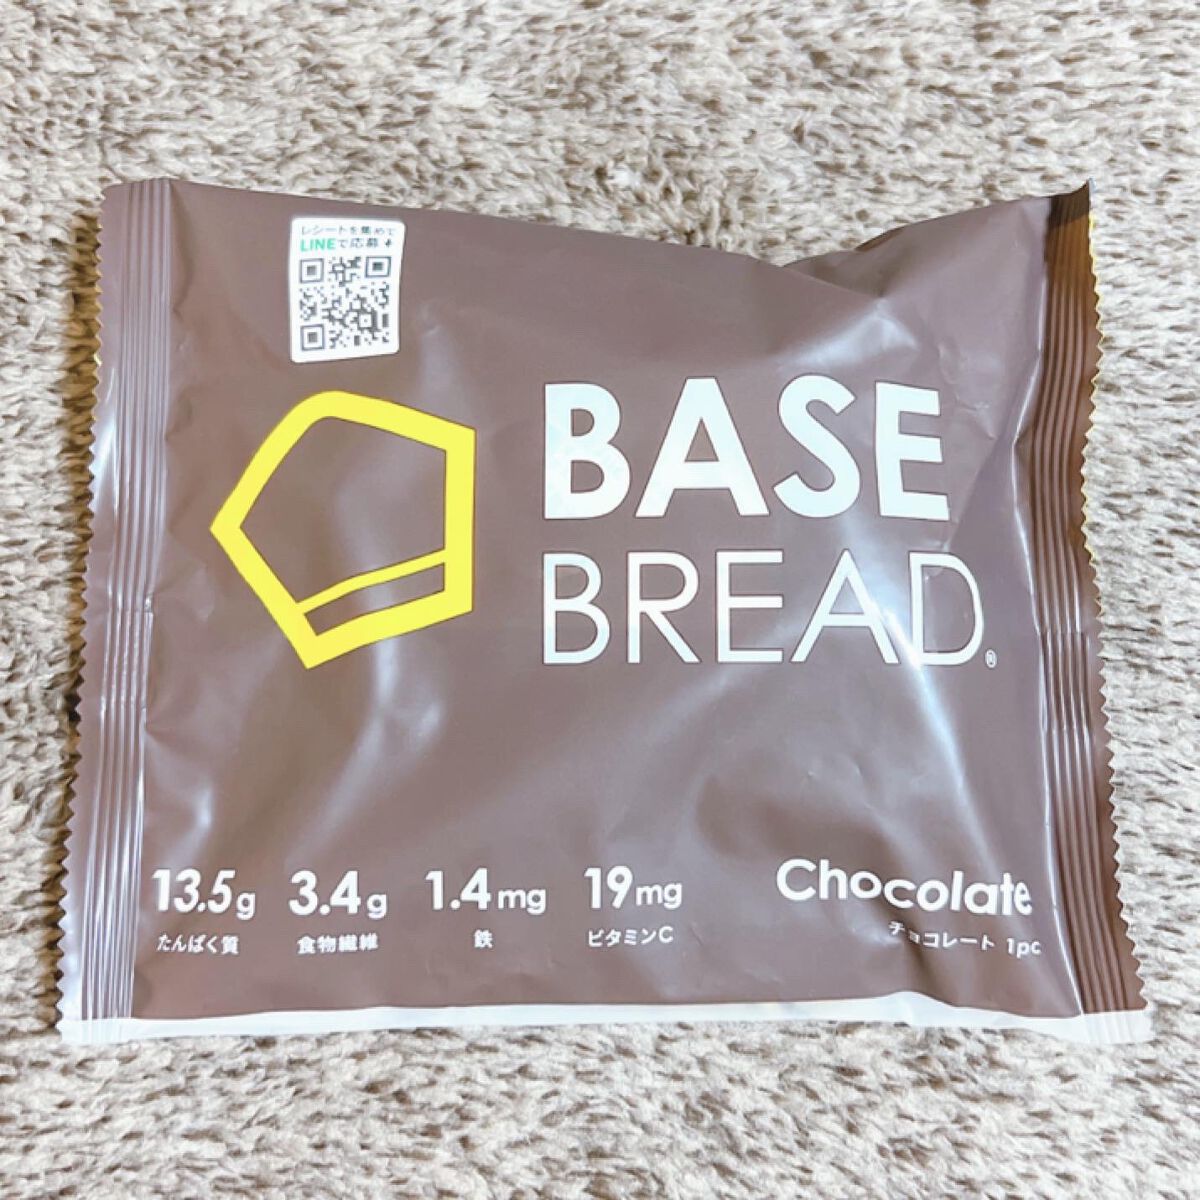 レシートを集めて
LINEで応募
BASE
BREAD®
13.5g 3.4g 1.4mg 19mg
たんぱく質 食物繊維 鉄 ビタミンC
Chocolate
チョコレート 1pc